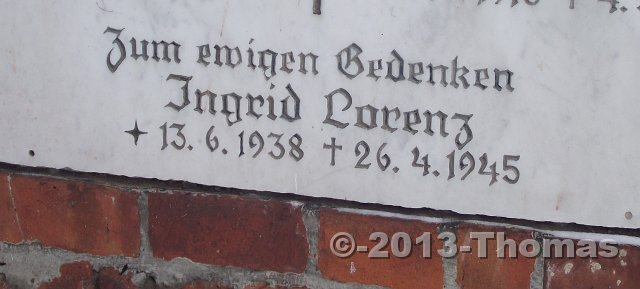 Zum ewigen Gedenken
Ingrid Lorenz
✦ 13. 6. 1938 † 26. 4. 1945
©-2013-Thomas